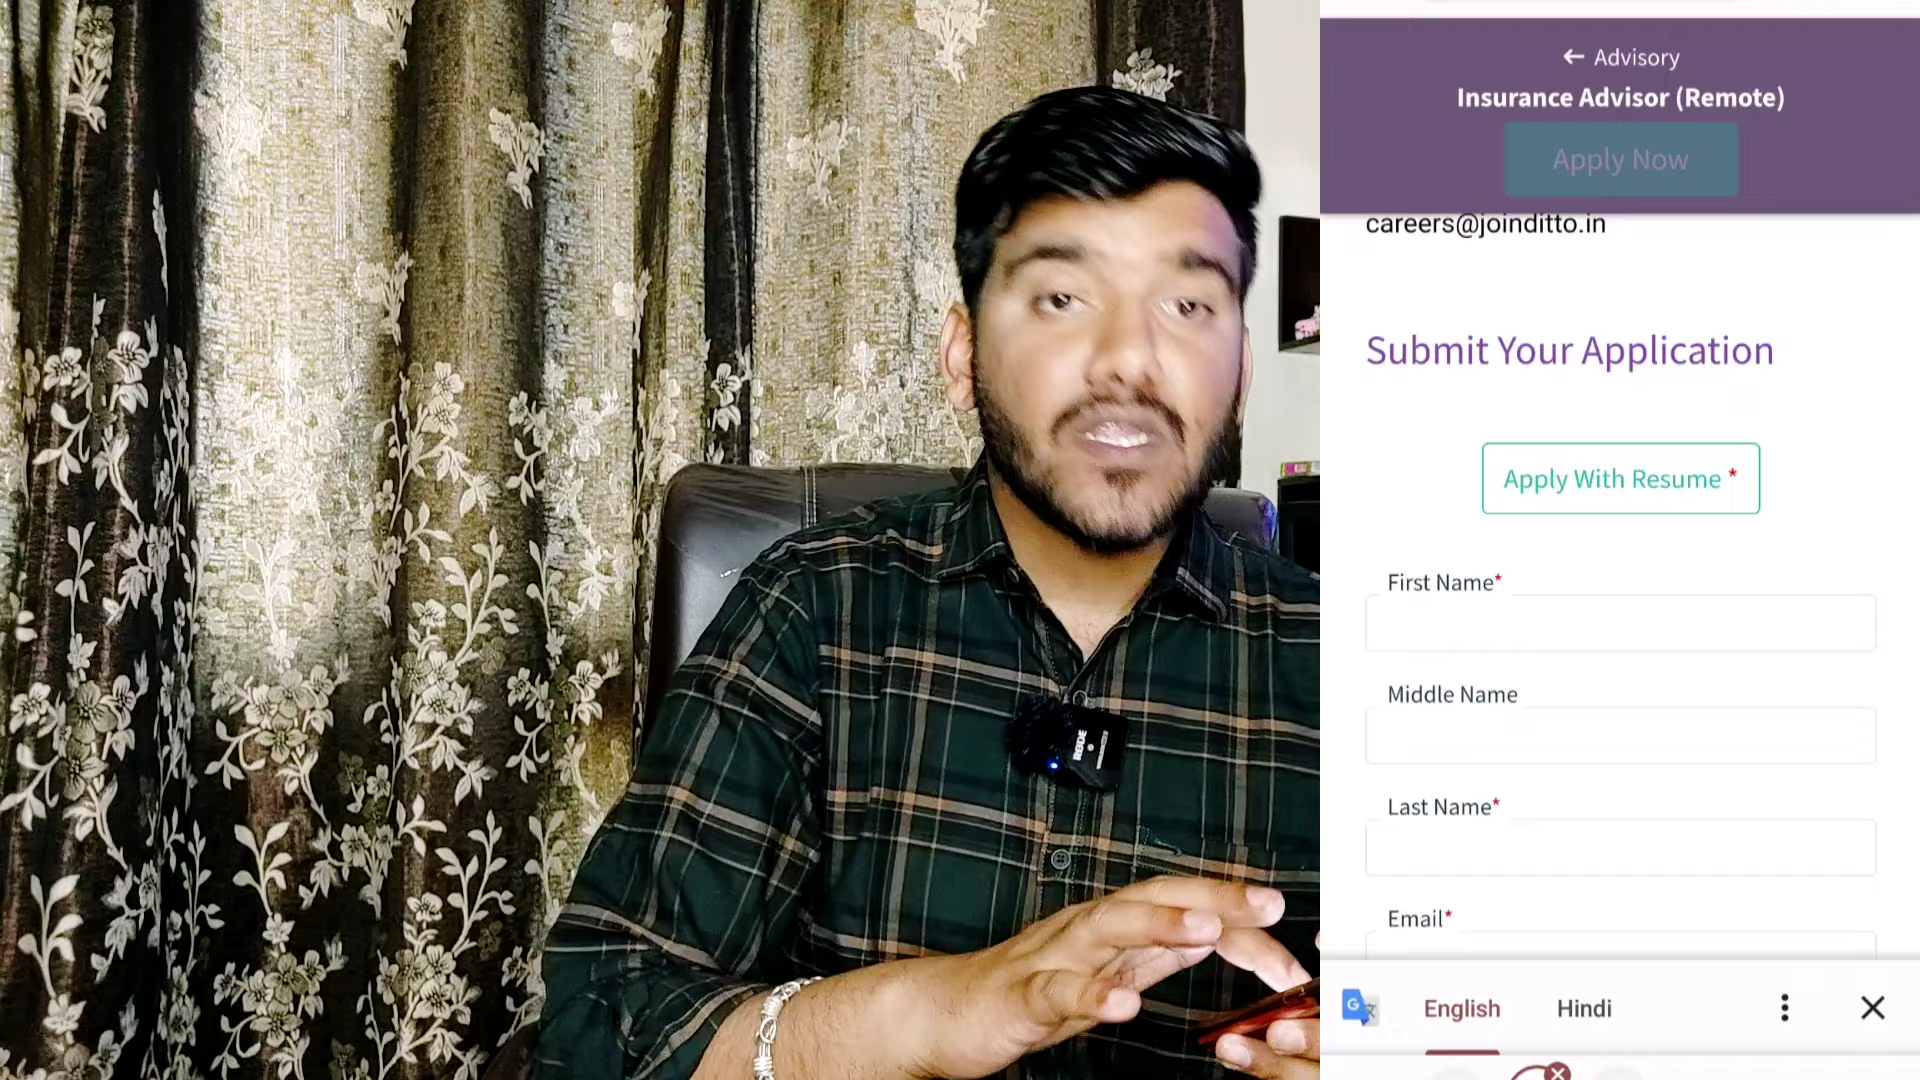 ← Advisory
Insurance Advisor (Remote)
Apply Now
careers@joinditto.in
Submit Your Application
Apply With Resume *
First Name*
Middle Name
Last Name*
Email*
English Hindi
RØDE